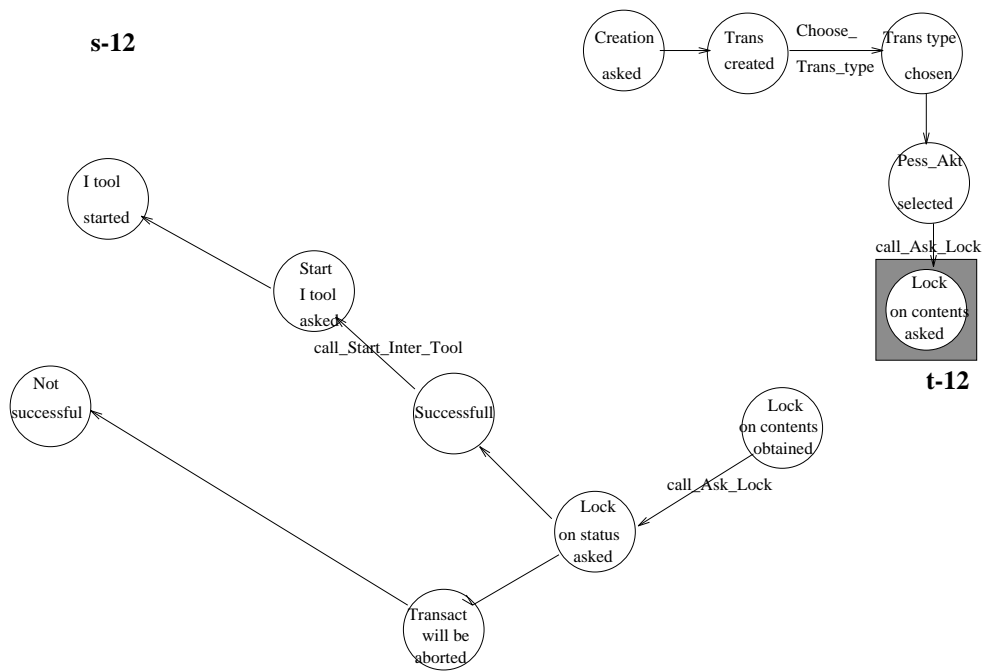 s-12
Creation
asked
Trans
created
Choose_
Trans_type
Trans type
chosen
Pess_Akt
selected
call_Ask_Lock
Lock
on contents
asked
t-12
I tool
started
Start
I tool
asked
call_Start_Inter_Tool
Not
successful
Successfull
Lock
on contents
obtained
call_Ask_Lock
Lock
on status
asked
Transact
will be
aborted